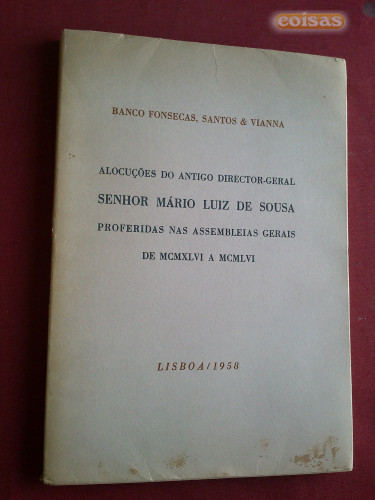 coisas
BANCO FONSECAS, SANTOS & VIANNA
ALOCUÇÕES DO ANTIGO DIRECTOR-GERAL
SENHOR MÁRIO LUIZ DE SOUSA
PROFERIDAS NAS ASSEMBLEIAS GERAIS
DE MCMXLVI A MCMLVI
LISBOA/1958